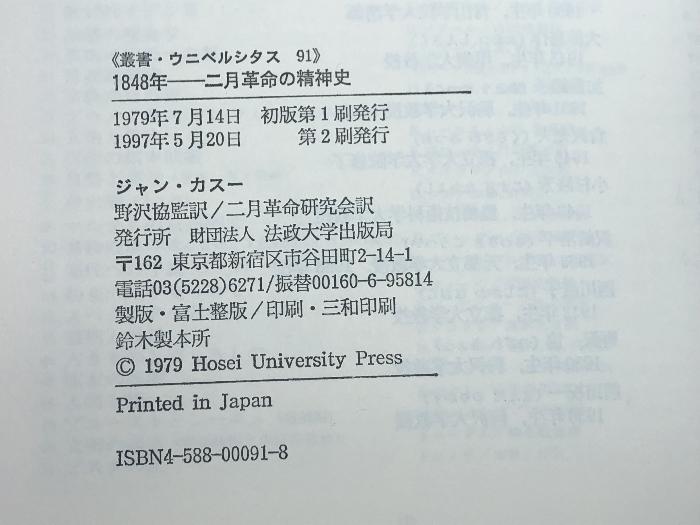 《叢書・ウニベルシタス 91》
1848年──二月革命の精神史
1979年7月14日 初版第1刷発行
1997年5月20日 第2刷発行
ジャン・カスー
野沢協監訳/二月革命研究会訳
発行所 財団法人 法政大学出版局
〒162 東京都新宿区市谷田町2-14-1
電話03(5228)6271/振替00160-6-95814
製版・富士整版/印刷・三和印刷
鈴木製本所
© 1979 Hosei University Press
Printed in Japan
ISBN4-588-00091-8